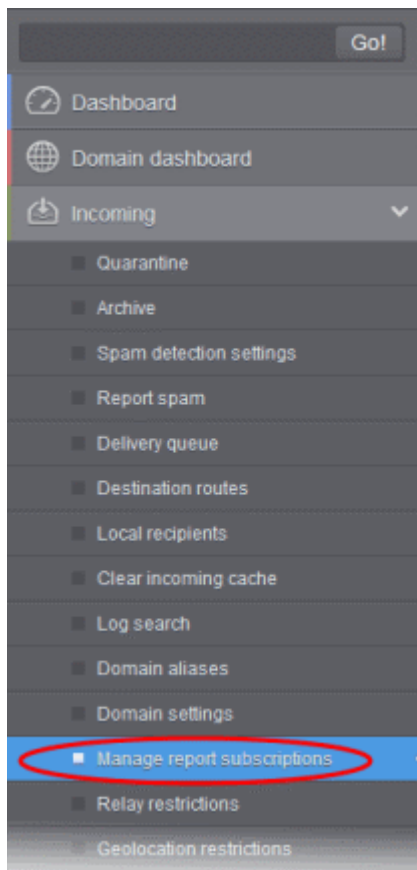 Go!
Dashboard
Domain dashboard
Incoming
Quarantine
Archive
Spam detection settings
Report spam
Delivery queue
Destination routes
Local recipients
Clear incoming cache
Log search
Domain aliases
Domain settings
Manage report subscriptions
Relay restrictions
Geolocation restrictions